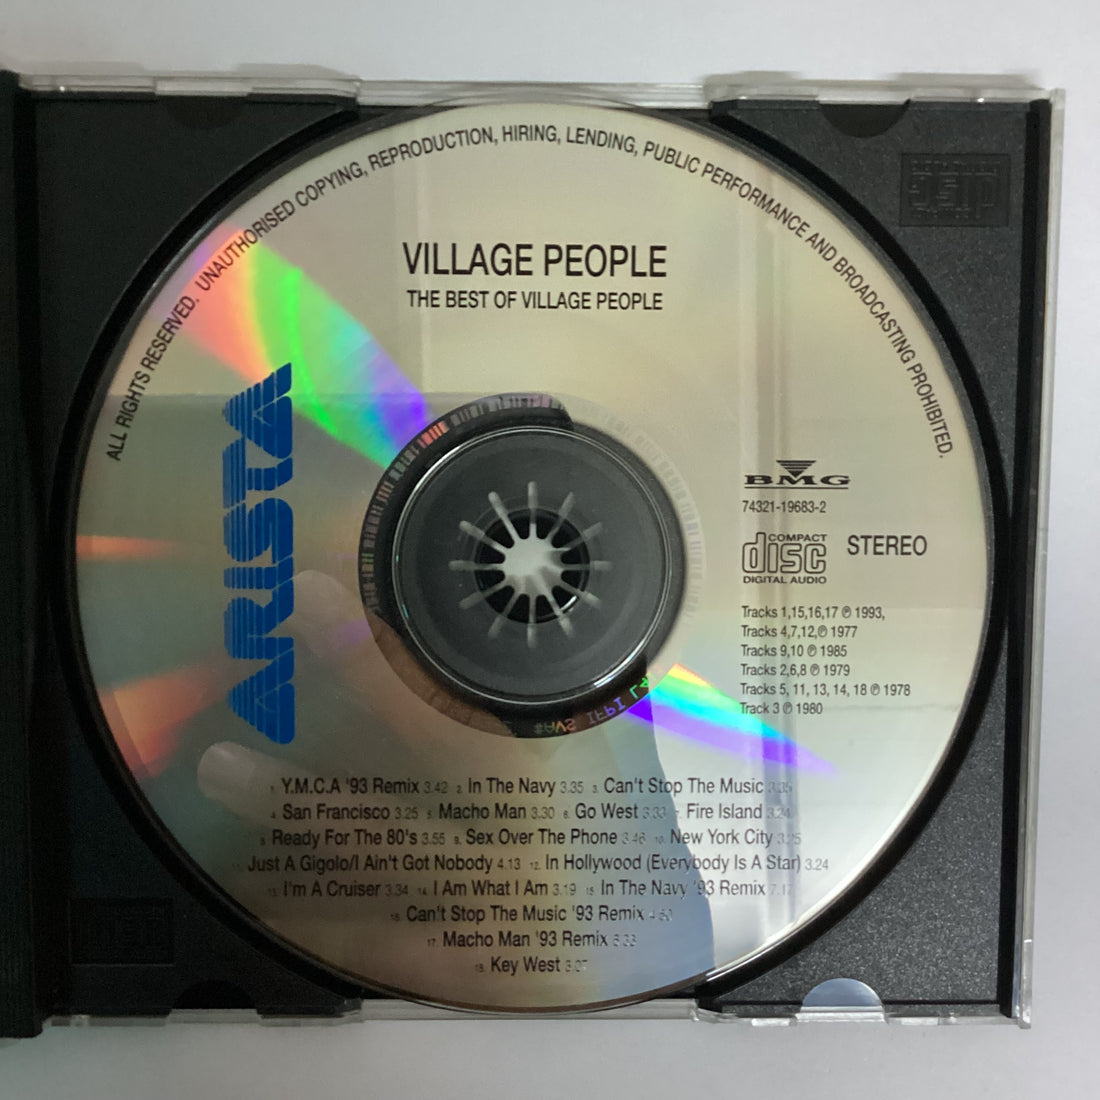 ALL RIGHTS RESERVED. UNAUTHORISED COPYING, REPRODUCTION, HIRING, LENDING, PUBLIC PERFORMANCE AND BROADCASTING PROHIBITED.
VILLAGE PEOPLE
THE BEST OF VILLAGE PEOPLE
ARISTA
BMG
74321-19683-2
COMPACT
disc
DIGITAL AUDIO
STEREO
Tracks 1,15,16,17 ℗ 1993,
Tracks 4,7,12,℗ 1977
Tracks 9,10 ℗ 1985
Tracks 2,6,8 ℗ 1979
Tracks 5, 11, 13, 14, 18 ℗ 1978
Track 3 ℗ 1980
1. Y.M.C.A '93 Remix 3.42 2. In The Navy 3.35 3. Can't Stop The Music
4. San Francisco 3.25 5. Macho Man 3.30 6. Go West 3.33 7. Fire Island 3.24
8. Ready For The 80's 3.55 9. Sex Over The Phone 3.46 10. New York City
11. Just A Gigolo/I Ain't Got Nobody 4.13 12. In Hollywood (Everybody Is A Star) 3.24
13. I'm A Cruiser 3.34 14. I Am What I Am 3.19 15. In The Navy '93 Remix
16. Can't Stop The Music '93 Remix
17. Macho Man '93 Remix
18. Key West
IFPI